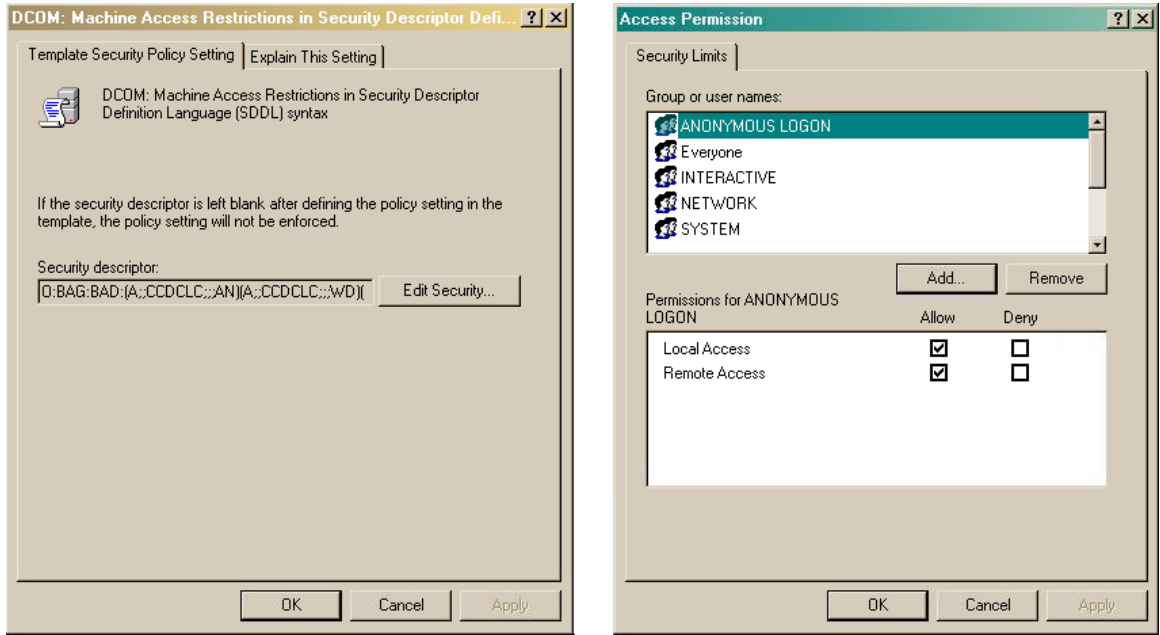 DCOM: Machine Access Restrictions in Security Descriptor Defi...
Template Security Policy Setting
Explain This Setting
DCOM: Machine Access Restrictions in Security Descriptor
Definition Language (SDDL) syntax
If the security descriptor is left blank after defining the policy setting in the
template, the policy setting will not be enforced.
Security descriptor:
O:BAG:BAD:(A;;CCDCLC;;;AN)(A;;CCDCLC;;;WD)(
Edit Security...
OK
Cancel
Apply
Access Permission
Security Limits
Group or user names:
ANONYMOUS LOGON
Everyone
INTERACTIVE
NETWORK
SYSTEM
Add...
Remove
Permissions for ANONYMOUS
LOGON
Allow
Deny
Local Access
Remote Access
OK
Cancel
Apply